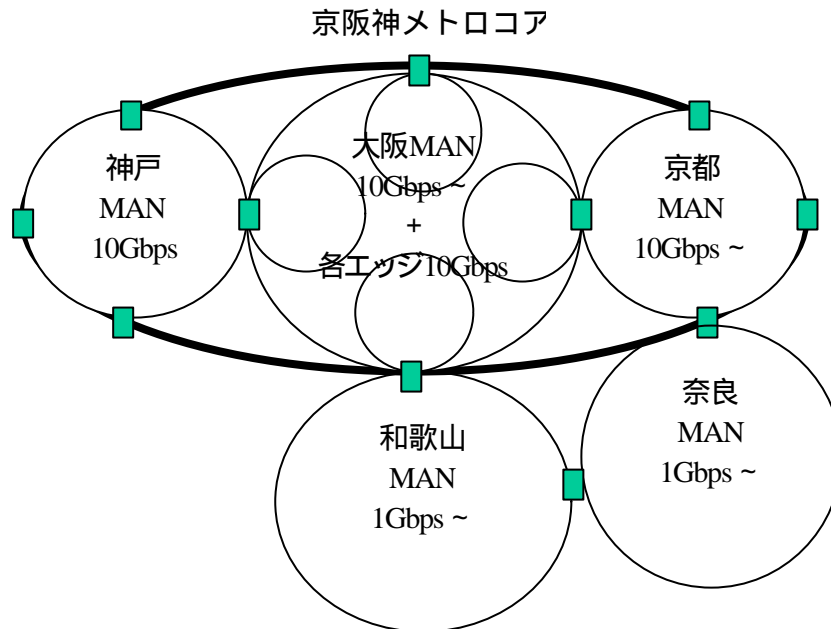 京阪神メトロコア
神戸
MAN
10Gbps
大阪MAN
10Gbps ~
+
各エッジ10Gbps
京都
MAN
10Gbps ~
和歌山
MAN
1Gbps ~
奈良
MAN
1Gbps ~